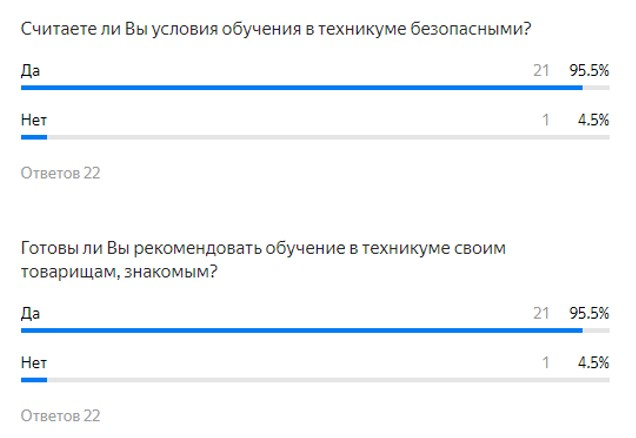 Считаете ли Вы условия обучения в техникуме безопасными?
Да 21 95.5%
Нет 1 4.5%
Ответов 22
Готовы ли Вы рекомендовать обучение в техникуме своим
товарищам, знакомым?
Да 21 95.5%
Нет 1 4.5%
Ответов 22